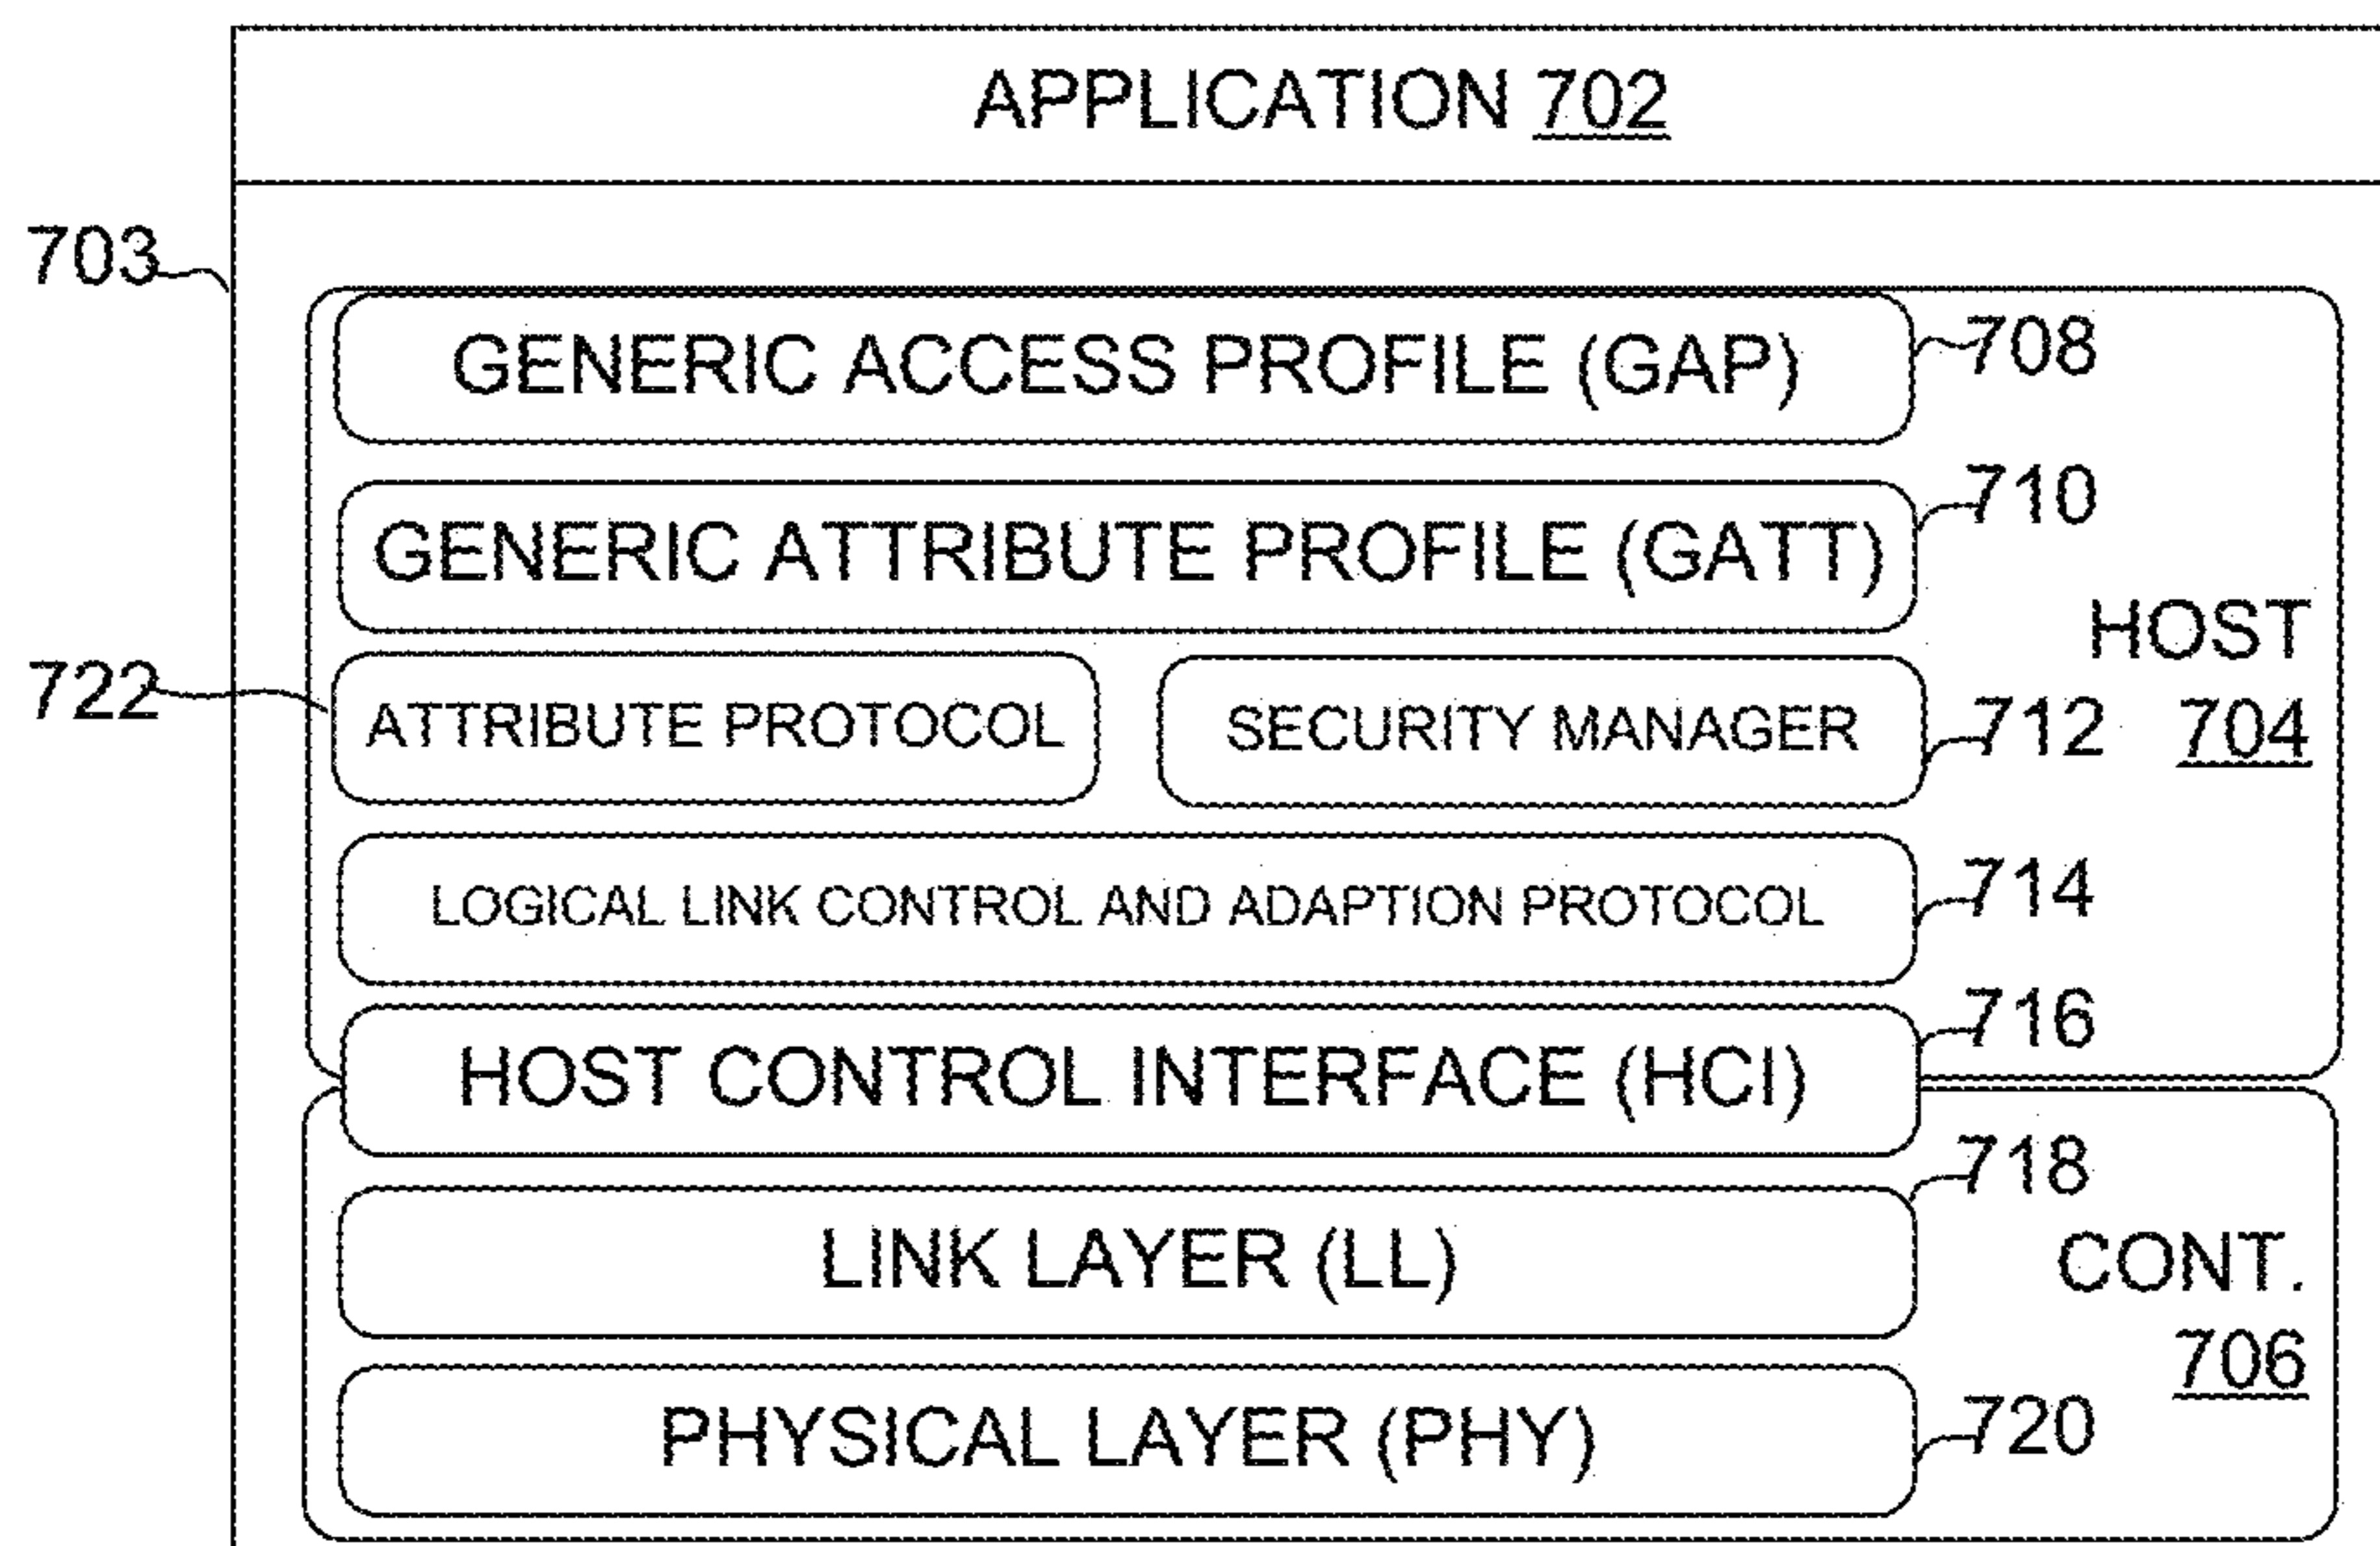 APPLICATION 702
703
GENERIC ACCESS PROFILE (GAP)
708
GENERIC ATTRIBUTE PROFILE (GATT)
710
HOST
704
722
ATTRIBUTE PROTOCOL
SECURITY MANAGER
712
LOGICAL LINK CONTROL AND ADAPTION PROTOCOL
714
HOST CONTROL INTERFACE (HCI)
716
LINK LAYER (LL)
718
CONT.
706
PHYSICAL LAYER (PHY)
720